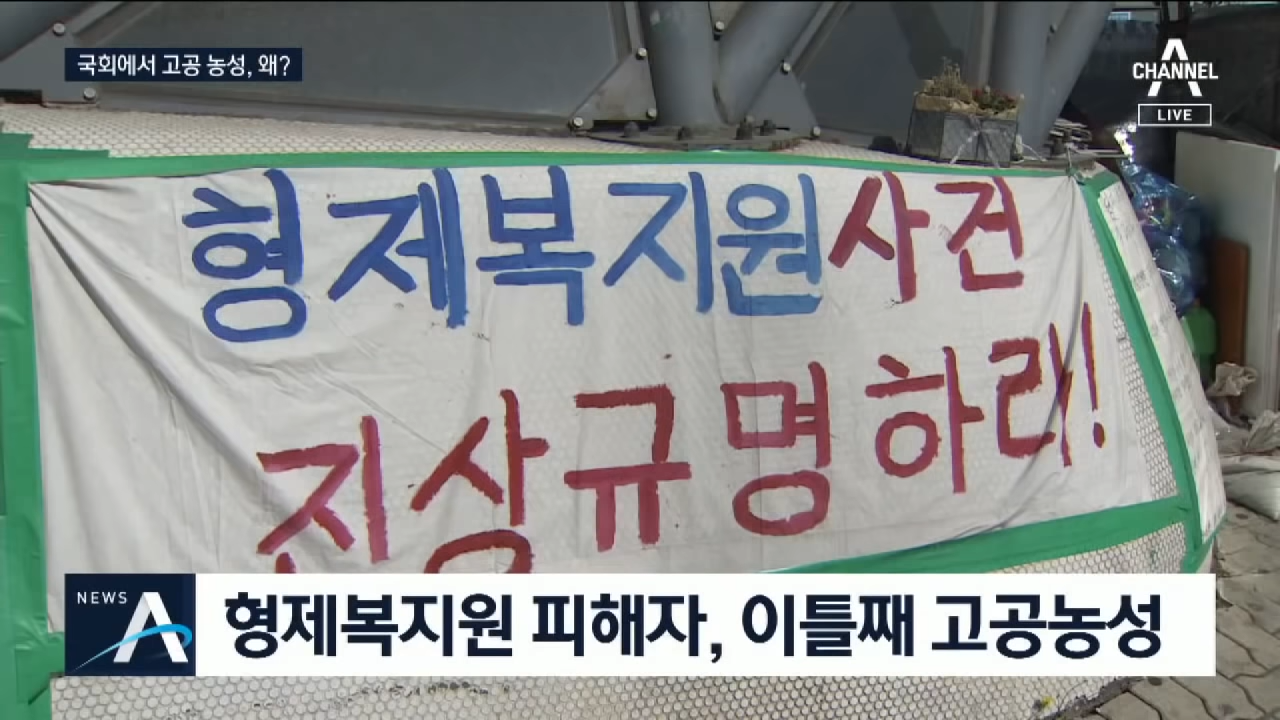 국회에서 고공 농성, 왜?
CHANNEL
LIVE
형제복지원사건
진상규명하라!
NEWS A
형제복지원 피해자, 이틀째 고공농성